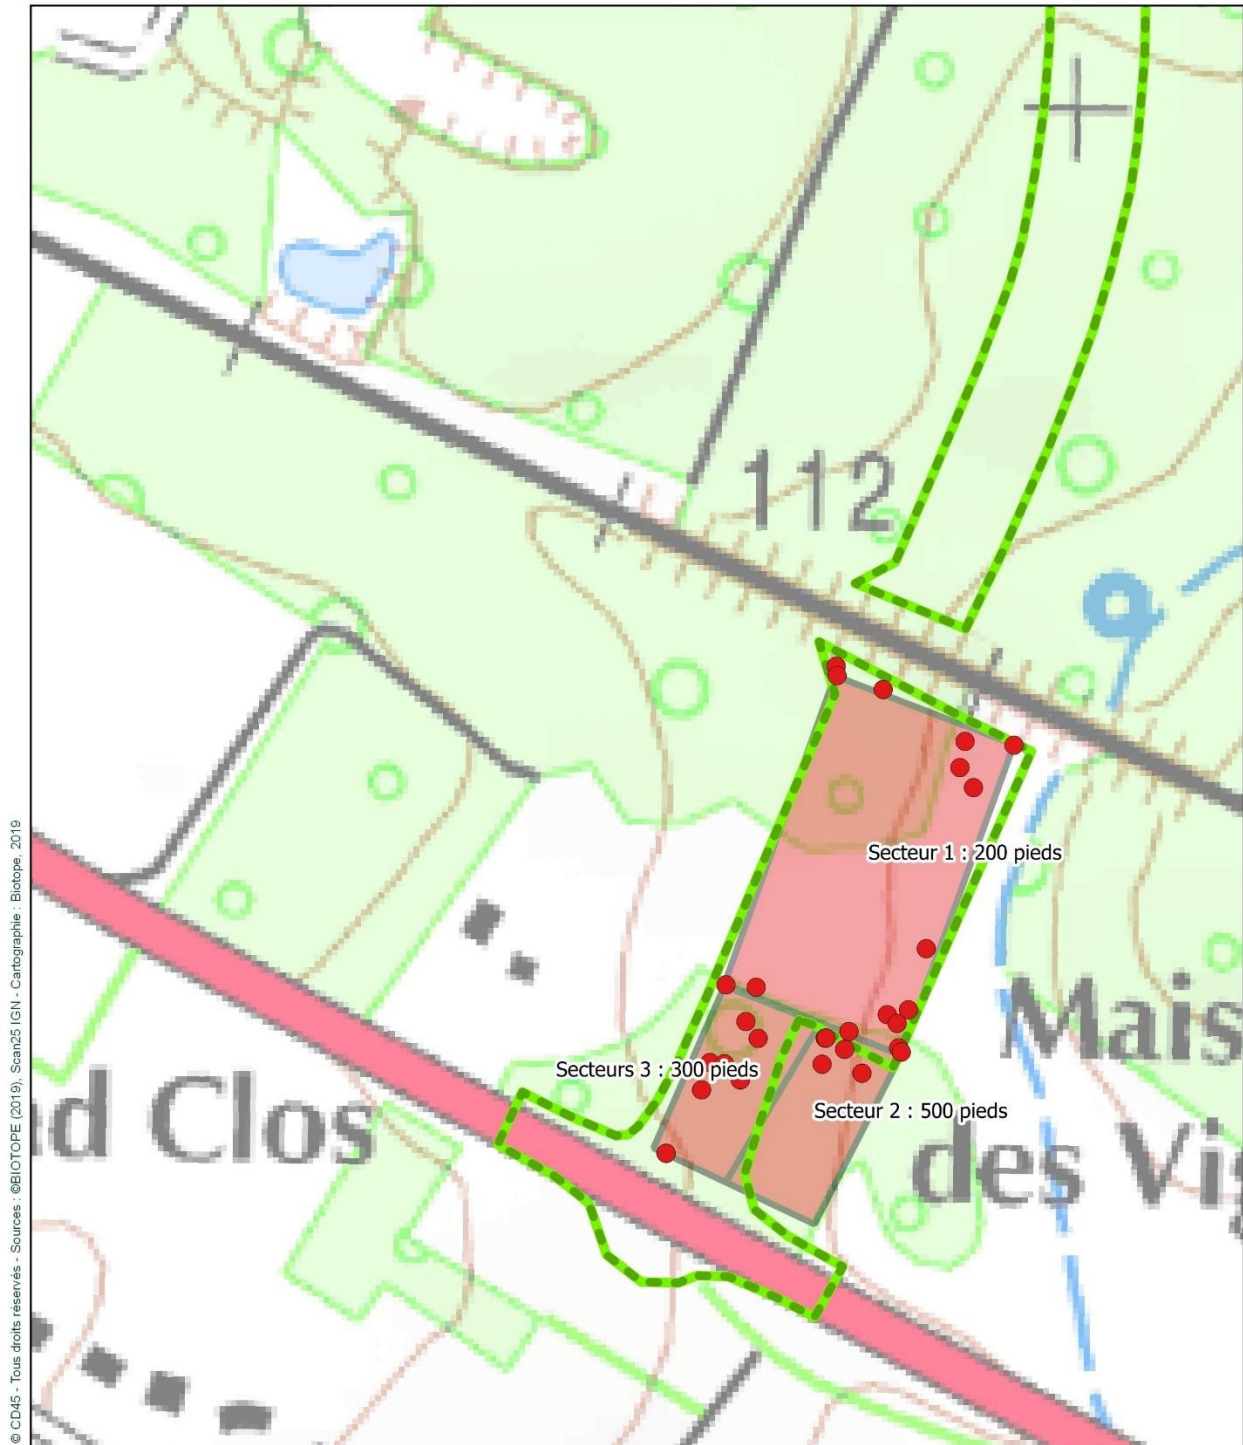 112
Secteur 1 : 200 pieds
Mais
Secteurs 3 : 300 pieds
Secteur 2 : 500 pieds
d Clos
des Vi
© CD45 - Tous droits réservés - Sources : ©BIOTOPE (2019), Scan25 IGN - Cartographie : Biotope, 2019